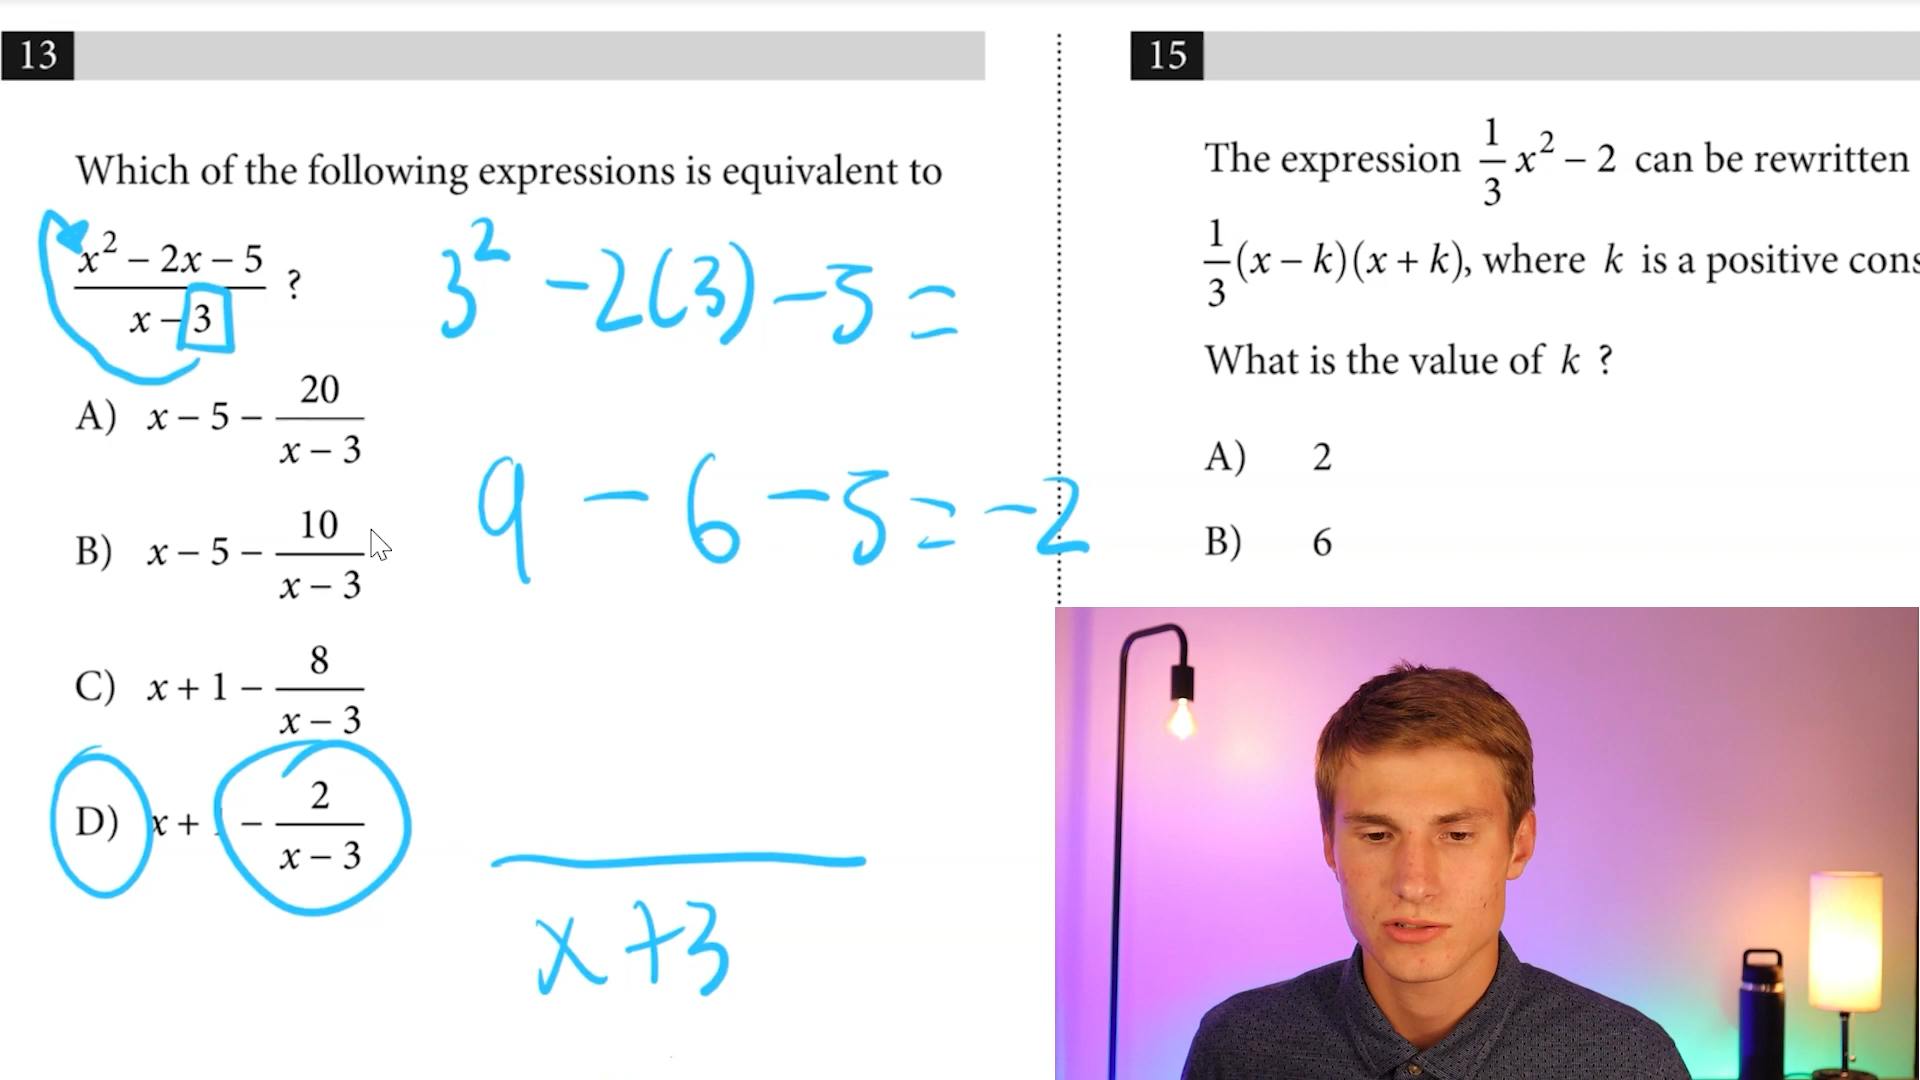 13
Which of the following expressions is equivalent to
x² – 2x – 5
x – 3
?
A) x – 5 – 20
x – 3
B) x – 5 – 10
x – 3
C) x + 1 – 8
x – 3
D) x + 1 – 2
x – 3
3² – 2(3) – 5 =
9 – 6 – 5 = –2
x + 3
15
The expression 1/3 x² – 2 can be rewritten
1/3 (x – k)(x + k), where k is a positive cons
What is the value of k ?
A) 2
B) 6